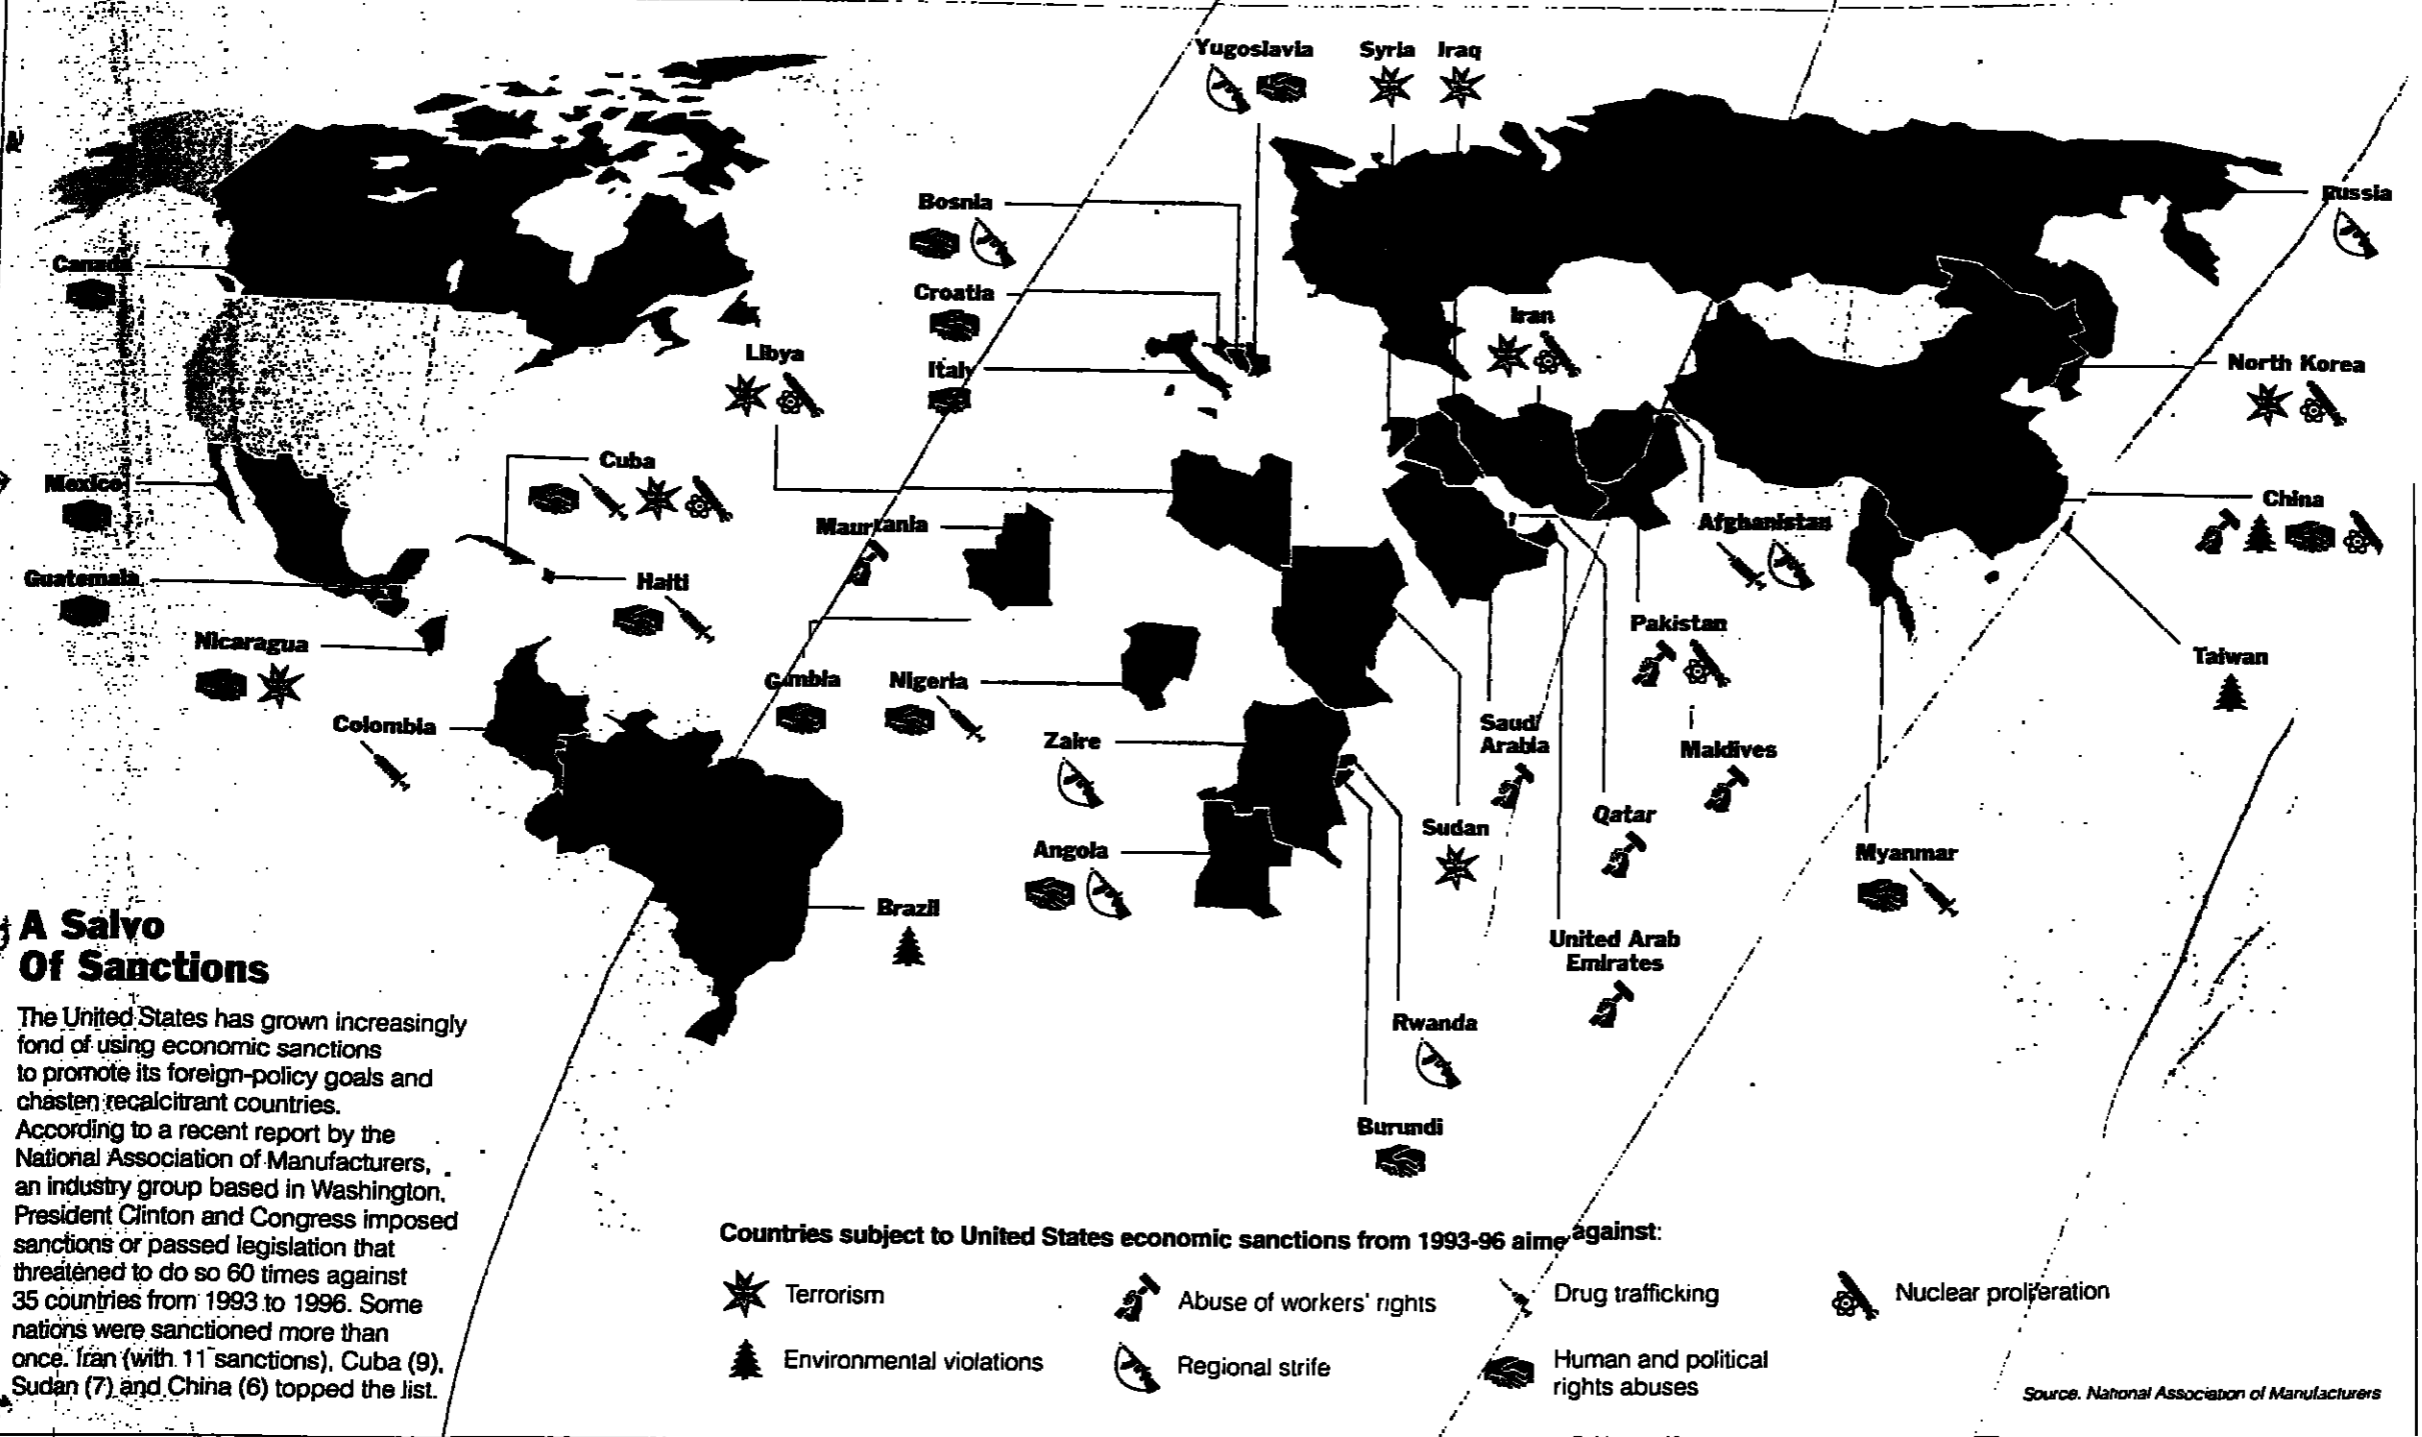 Yugoslavia
Syria
Iraq
Bosnia
Russia
Canada
Croatia
Iran
Libya
Italy
North Korea
Cuba
Mexico
China
Mauritania
Afghanistan
Guatemala
Haiti
Pakistan
Nicaragua
Taiwan
Gambia
Nigeria
Colombia
Zaire
Saudi
Arabia
Maldives
Qatar
Sudan
Angola
Myanmar
Brazil
United Arab
Emirates
Rwanda
Burundi
A Salvo
Of Sanctions
The United States has grown increasingly
fond of using economic sanctions
to promote its foreign-policy goals and
chasten recalcitrant countries.
According to a recent report by the
National Association of Manufacturers,
an industry group based in Washington,
President Clinton and Congress imposed
sanctions or passed legislation that
threatened to do so 60 times against
35 countries from 1993 to 1996. Some
nations were sanctioned more than
once. Iran (with 11 sanctions), Cuba (9),
Sudan (7) and China (6) topped the list.
Countries subject to United States economic sanctions from 1993-96 aime against:
Terrorism
Abuse of workers' rights
Drug trafficking
Nuclear proliferation
Environmental violations
Regional strife
Human and political
rights abuses
Source. National Association of Manufacturers